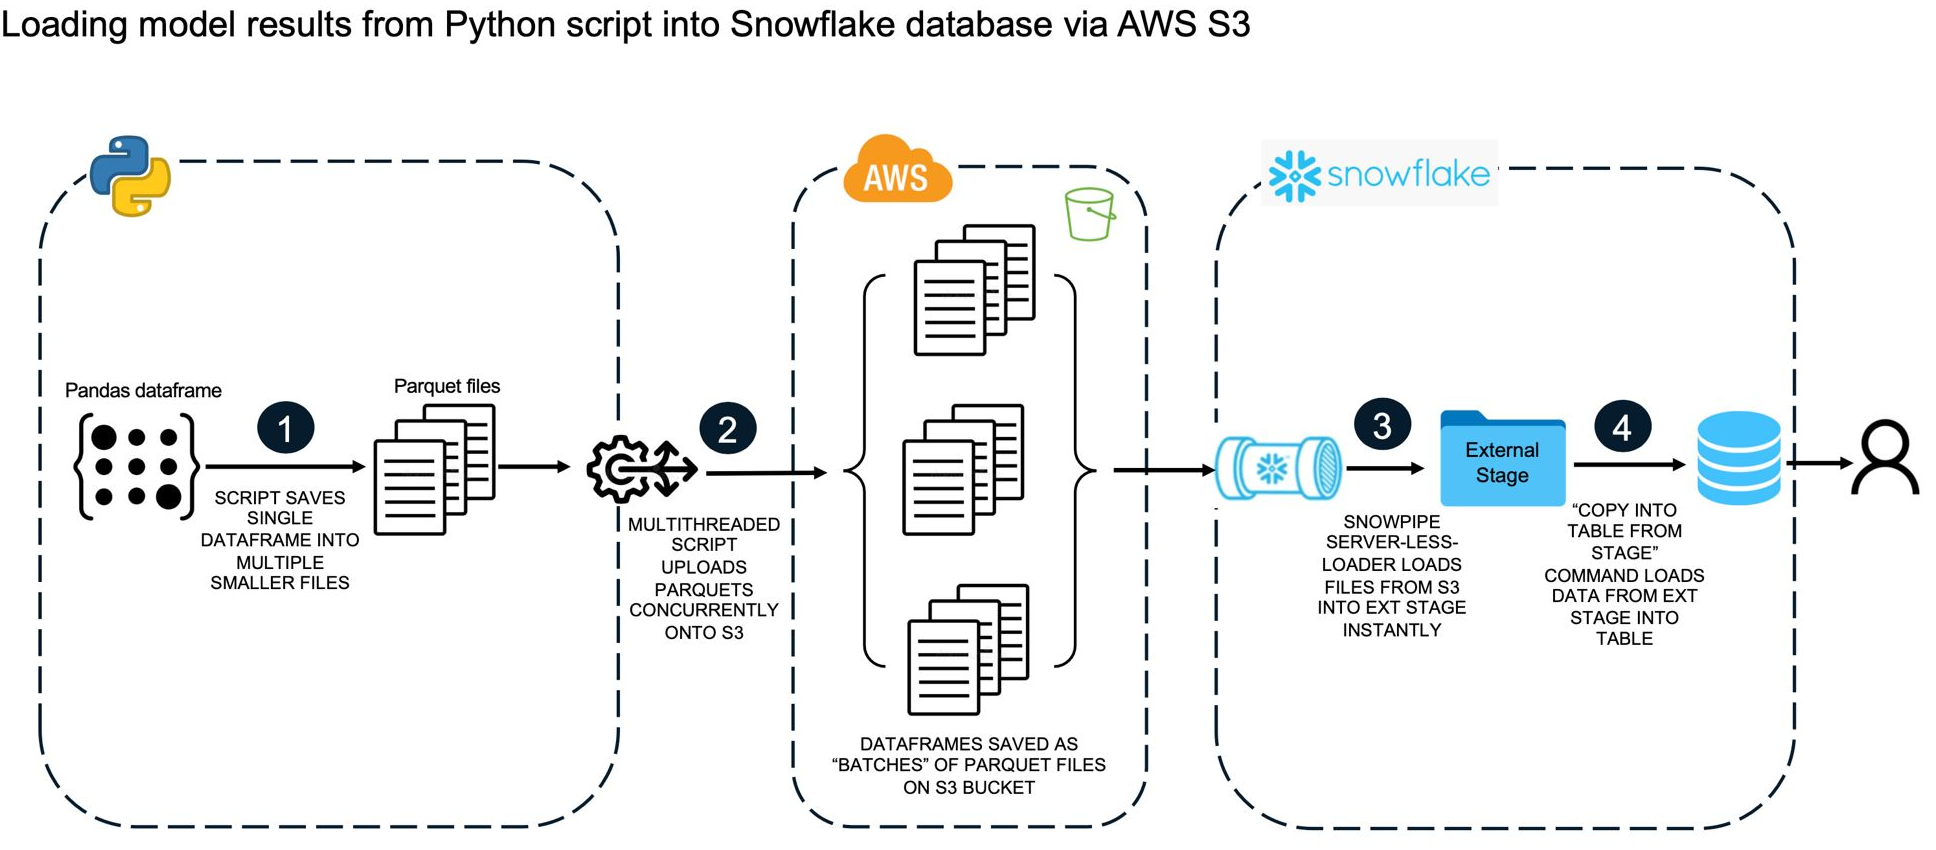 Loading model results from Python script into Snowflake database via AWS S3
AWS
snowflake
Pandas dataframe
1
SCRIPT SAVES
SINGLE
DATAFRAME INTO
MULTIPLE
SMALLER FILES
Parquet files
2
MULTITHREADED
SCRIPT
UPLOADS
PARQUETS
CONCURRENTLY
ONTO S3
DATAFRAMES SAVED AS
“BATCHES” OF PARQUET FILES
ON S3 BUCKET
3
SNOWPIPE
SERVER-LESS-
LOADER LOADS
FILES FROM S3
INTO EXT STAGE
INSTANTLY
External
Stage
4
“COPY INTO
TABLE FROM
STAGE”
COMMAND LOADS
DATA FROM EXT
STAGE INTO
TABLE